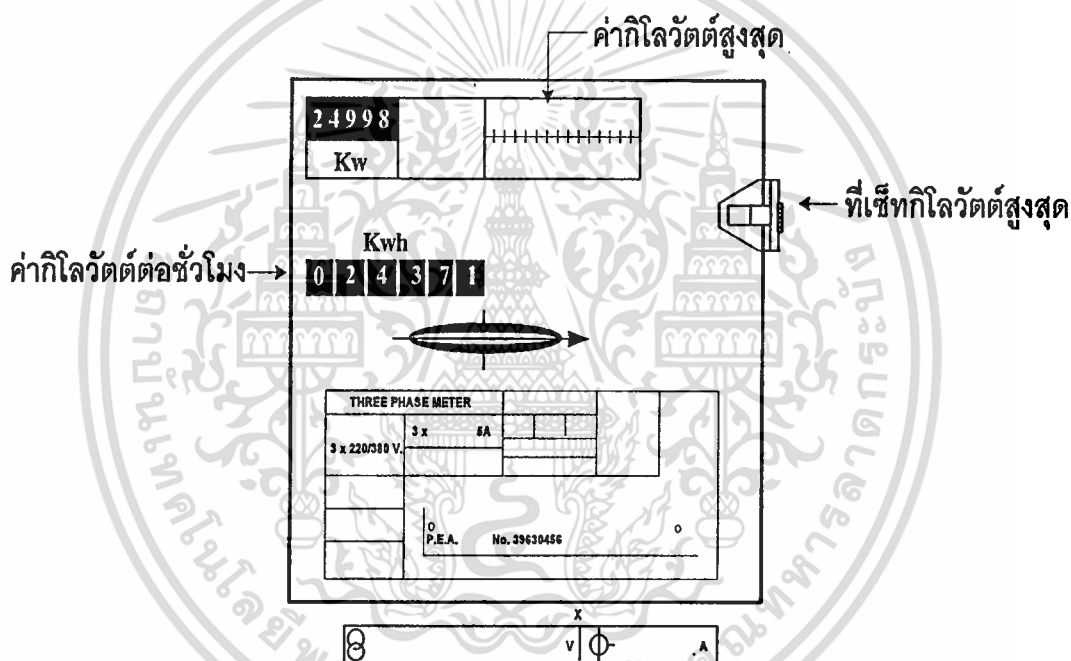 ค่ากิโลวัตต์สูงสุด
24998
Kw
ที่เซ็ทกิโลวัตต์สูงสุด
Kwh
ค่ากิโลวัตต์ต่อชั่วโมง
0 2 4 3 7 1
THREE PHASE METER
3 x 5A
3 x 220/380 V.
O O
P.E.A. No. 39630456
X
V .A